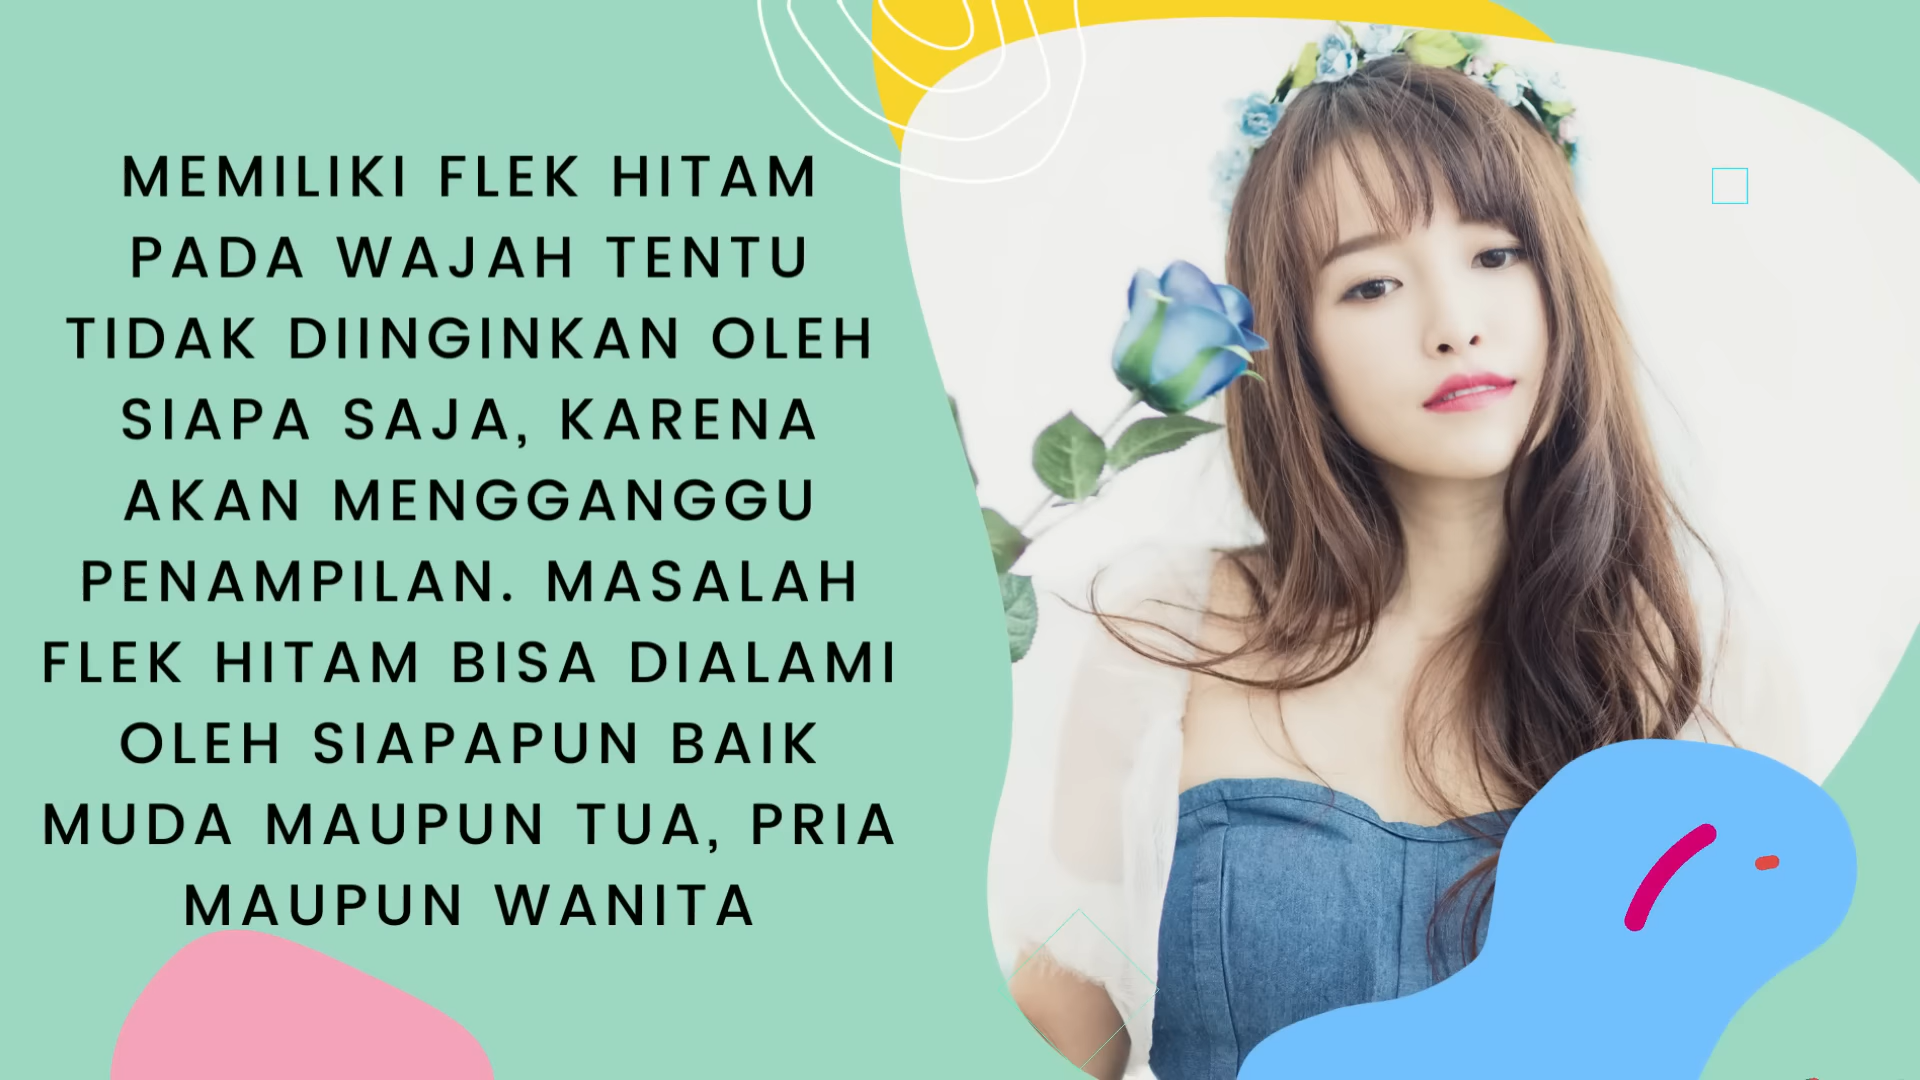 MEMILIKI FLEK HITAM
PADA WAJAH TENTU
TIDAK DIINGINKAN OLEH
SIAPA SAJA, KARENA
AKAN MENGGANGGU
PENAMPILAN. MASALAH
FLEK HITAM BISA DIALAMI
OLEH SIAPAPUN BAIK
MUDA MAUPUN TUA, PRIA
MAUPUN WANITA